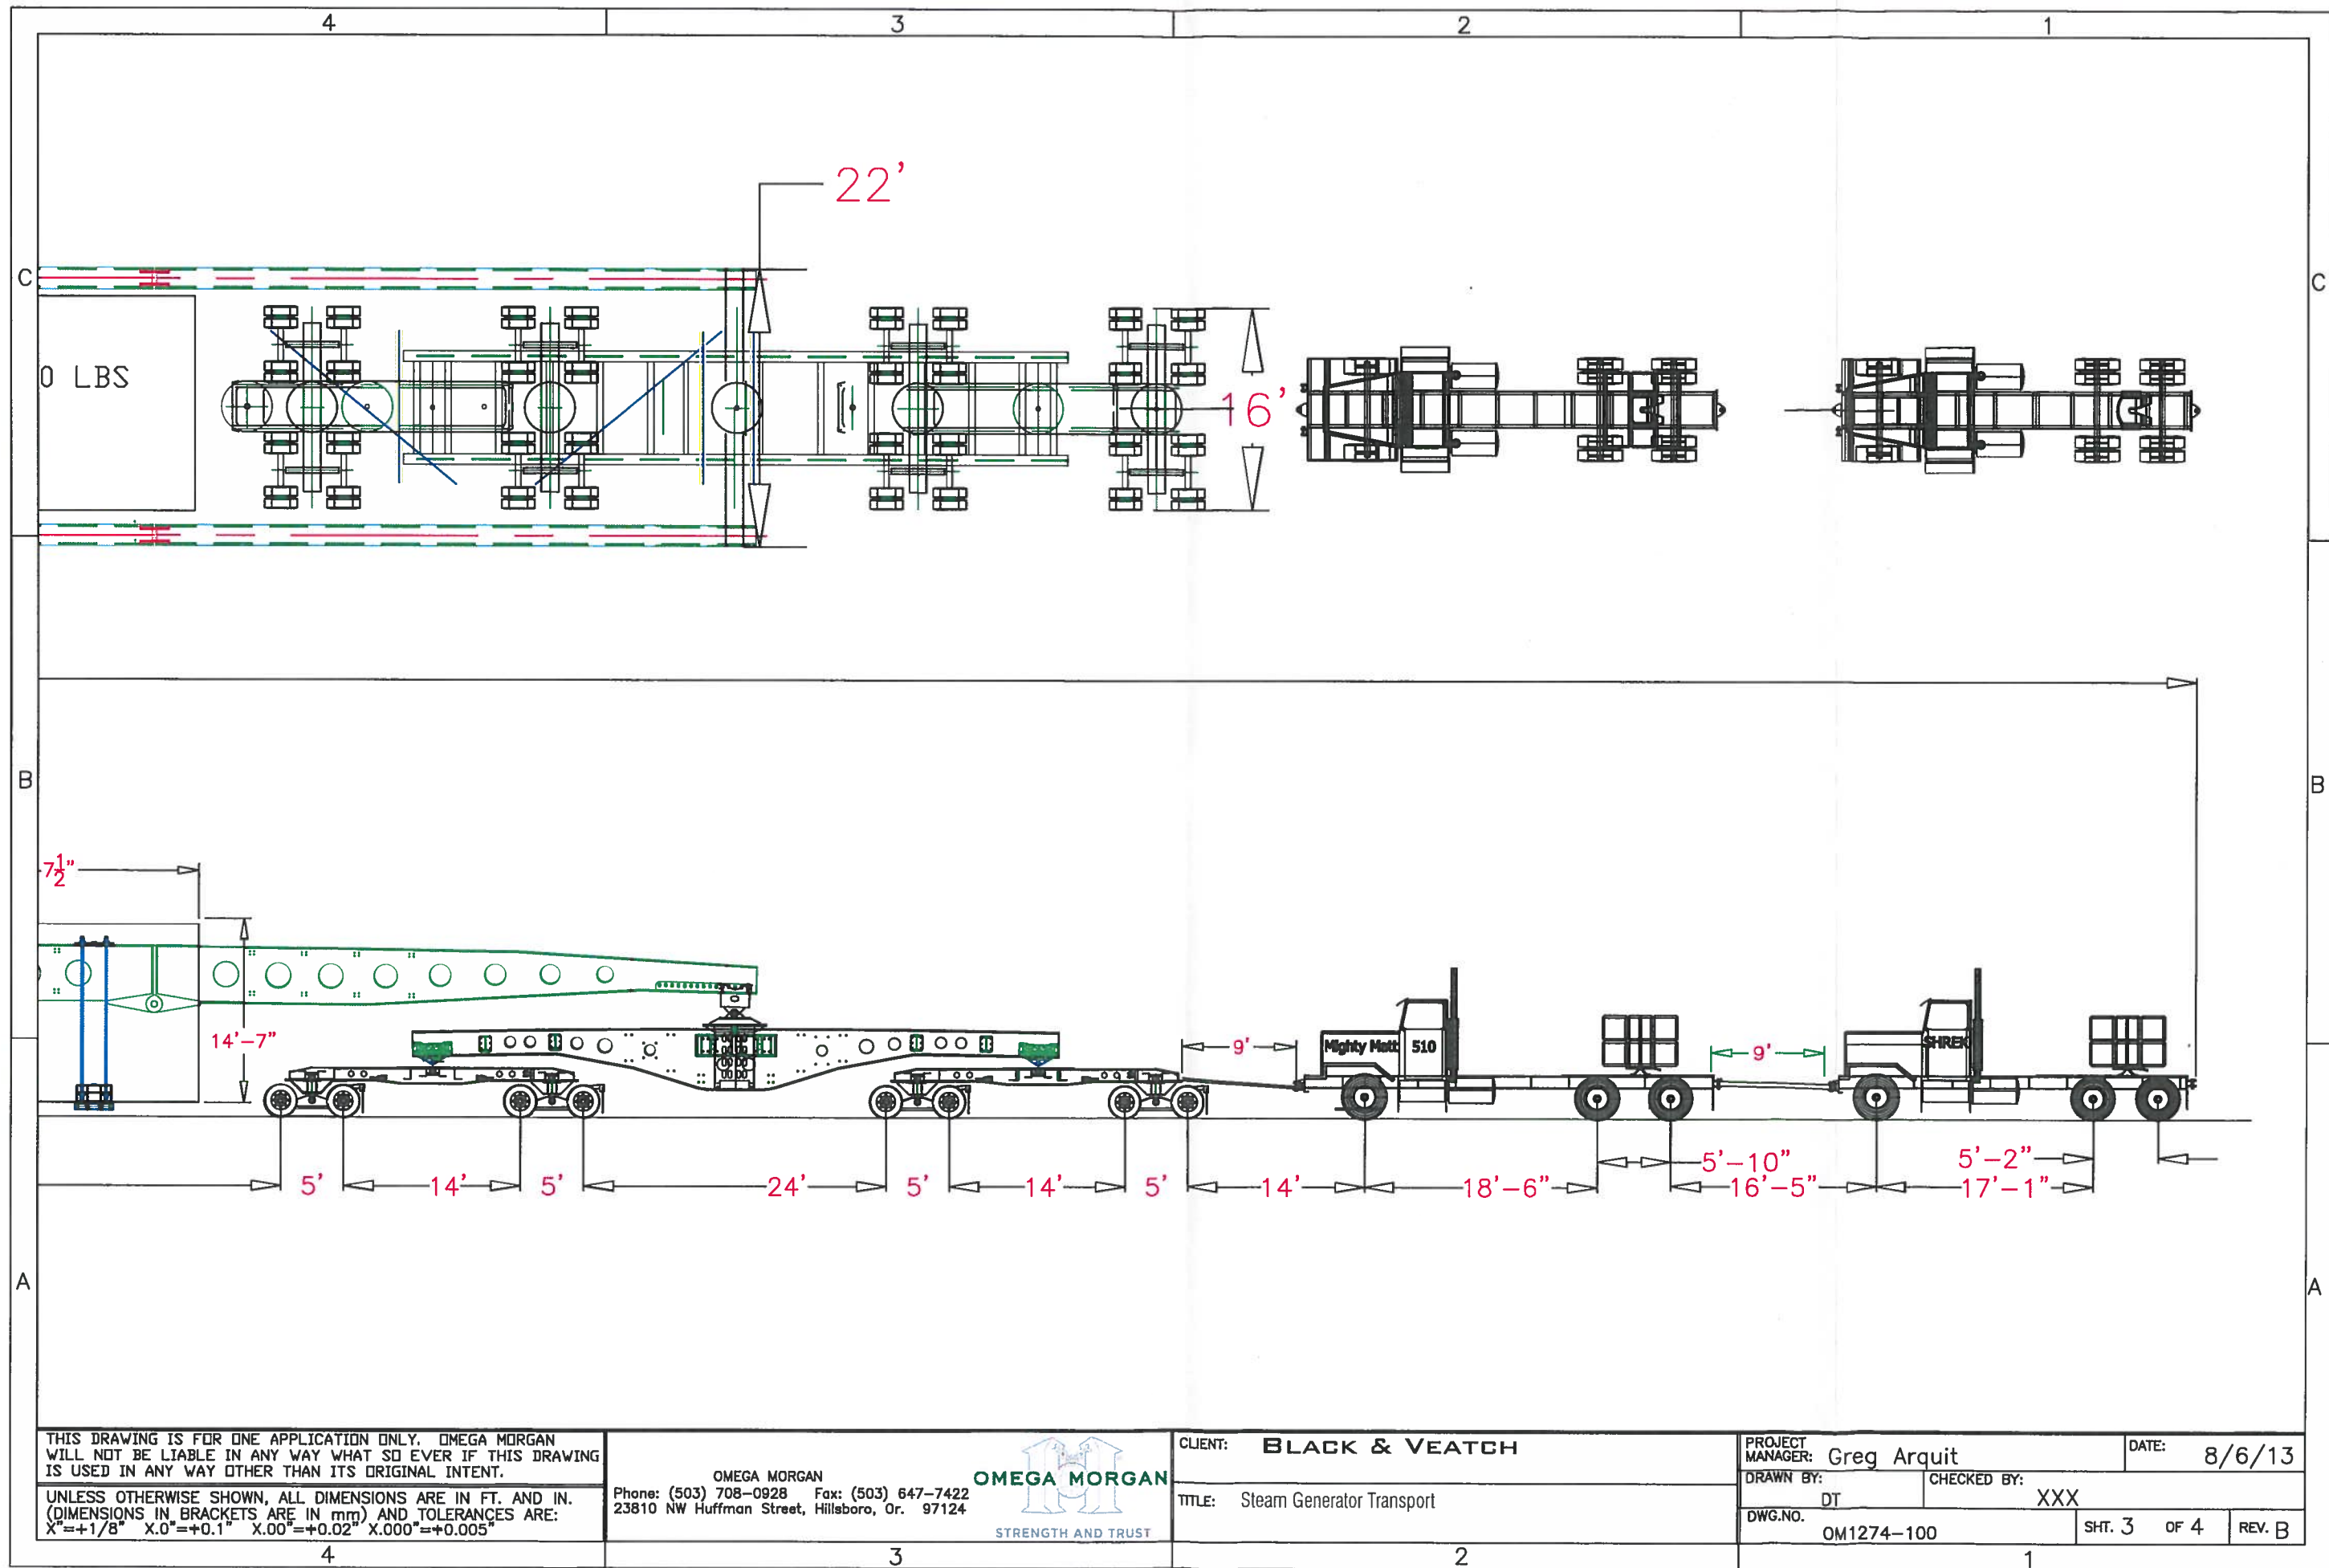 4 3 2 1
22'
C C
0 LBS
16'
B B
7½"
14'-7"
9'
Mighty Matt 510
9'
SHREK
5'-10" 5'-2"
5' 14' 5' 24' 5' 14' 5' 14' 18'-6" 16'-5" 17'-1"
A A
THIS DRAWING IS FOR ONE APPLICATION ONLY. OMEGA MORGAN
WILL NOT BE LIABLE IN ANY WAY WHAT SO EVER IF THIS DRAWING
IS USED IN ANY WAY OTHER THAN ITS ORIGINAL INTENT.
UNLESS OTHERWISE SHOWN, ALL DIMENSIONS ARE IN FT. AND IN.
(DIMENSIONS IN BRACKETS ARE IN mm) AND TOLERANCES ARE:
X"=+1/8" X.0"=+0.1" X.00"=+0.02" X.000"=+0.005"
OMEGA MORGAN
Phone: (503) 708-0928 Fax: (503) 647-7422
23810 NW Huffman Street, Hillsboro, Or. 97124
OMEGA MORGAN
STRENGTH AND TRUST
CLIENT: BLACK & VEATCH
TITLE: Steam Generator Transport
PROJECT
MANAGER: Greg Arquit
DATE: 8/6/13
DRAWN BY:
DT
CHECKED BY:
XXX
DWG.NO.
OM1274-100
SHT. 3 OF 4
REV. B
4 3 2 1